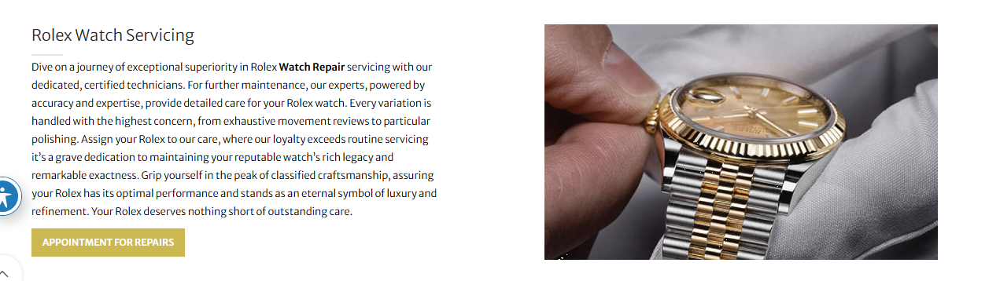 Rolex Watch Servicing
Dive on a journey of exceptional superiority in Rolex Watch Repair servicing with our
dedicated, certified technicians. For further maintenance, our experts, powered by
accuracy and expertise, provide detailed care for your Rolex watch. Every variation is
handled with the highest concern, from exhaustive movement reviews to particular
polishing. Assign your Rolex to our care, where our loyalty exceeds routine servicing
it’s a grave dedication to maintaining your reputable watch’s rich legacy and
remarkable exactness. Grip yourself in the peak of classified craftsmanship, assuring
your Rolex has its optimal performance and stands as an eternal symbol of luxury and
refinement. Your Rolex deserves nothing short of outstanding care.
APPOINTMENT FOR REPAIRS